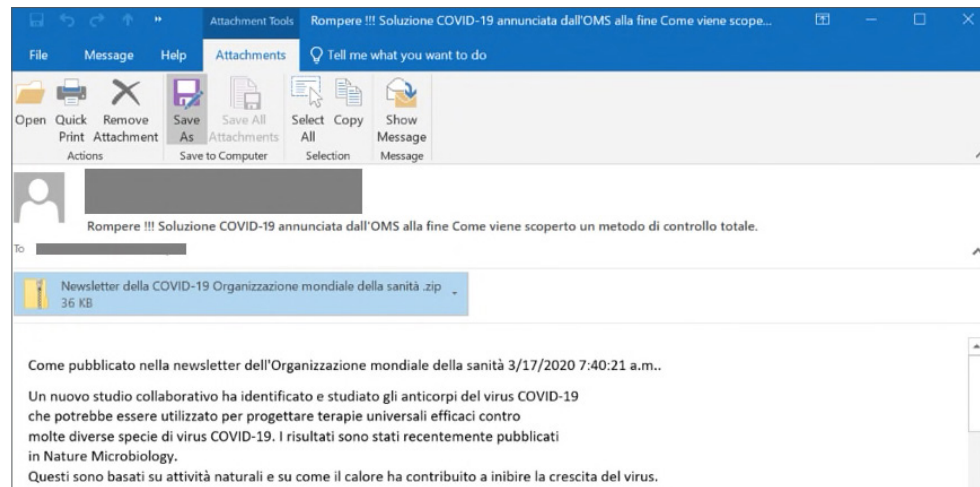 Attachment Tools Rompere !!! Soluzione COVID-19 annunciata dall'OMS alla fine Come viene scope...
File Message Help Attachments Tell me what you want to do
Open Quick Print Remove Attachment Save As Save All Attachments Select All Copy Show Message
Actions Save to Computer Selection Message
Rompere !!! Soluzione COVID-19 annunciata dall'OMS alla fine Come viene scoperto un metodo di controllo totale.
To
Newsletter della COVID-19 Organizzazione mondiale della sanità .zip
36 KB
Come pubblicato nella newsletter dell'Organizzazione mondiale della sanità 3/17/2020 7:40:21 a.m..
Un nuovo studio collaborativo ha identificato e studiato gli anticorpi del virus COVID-19
che potrebbe essere utilizzato per progettare terapie universali efficaci contro
molte diverse specie di virus COVID-19. I risultati sono stati recentemente pubblicati
in Nature Microbiology.
Questi sono basati su attività naturali e su come il calore ha contribuito a inibire la crescita del virus.